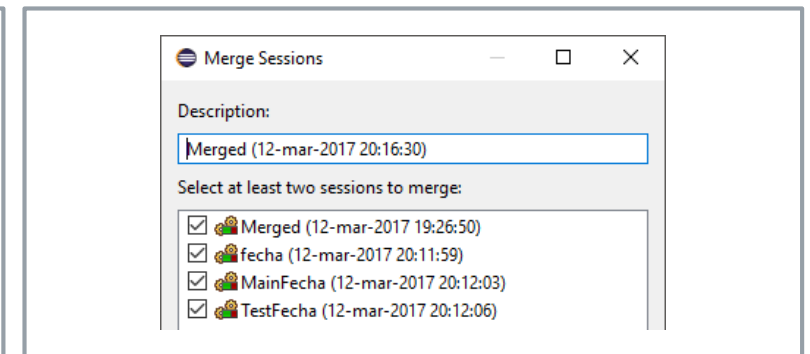 Merge Sessions
Description:
Merged (12-mar-2017 20:16:30)
Select at least two sessions to merge:
Merged (12-mar-2017 19:26:50)
fecha (12-mar-2017 20:11:59)
MainFecha (12-mar-2017 20:12:03)
TestFecha (12-mar-2017 20:12:06)